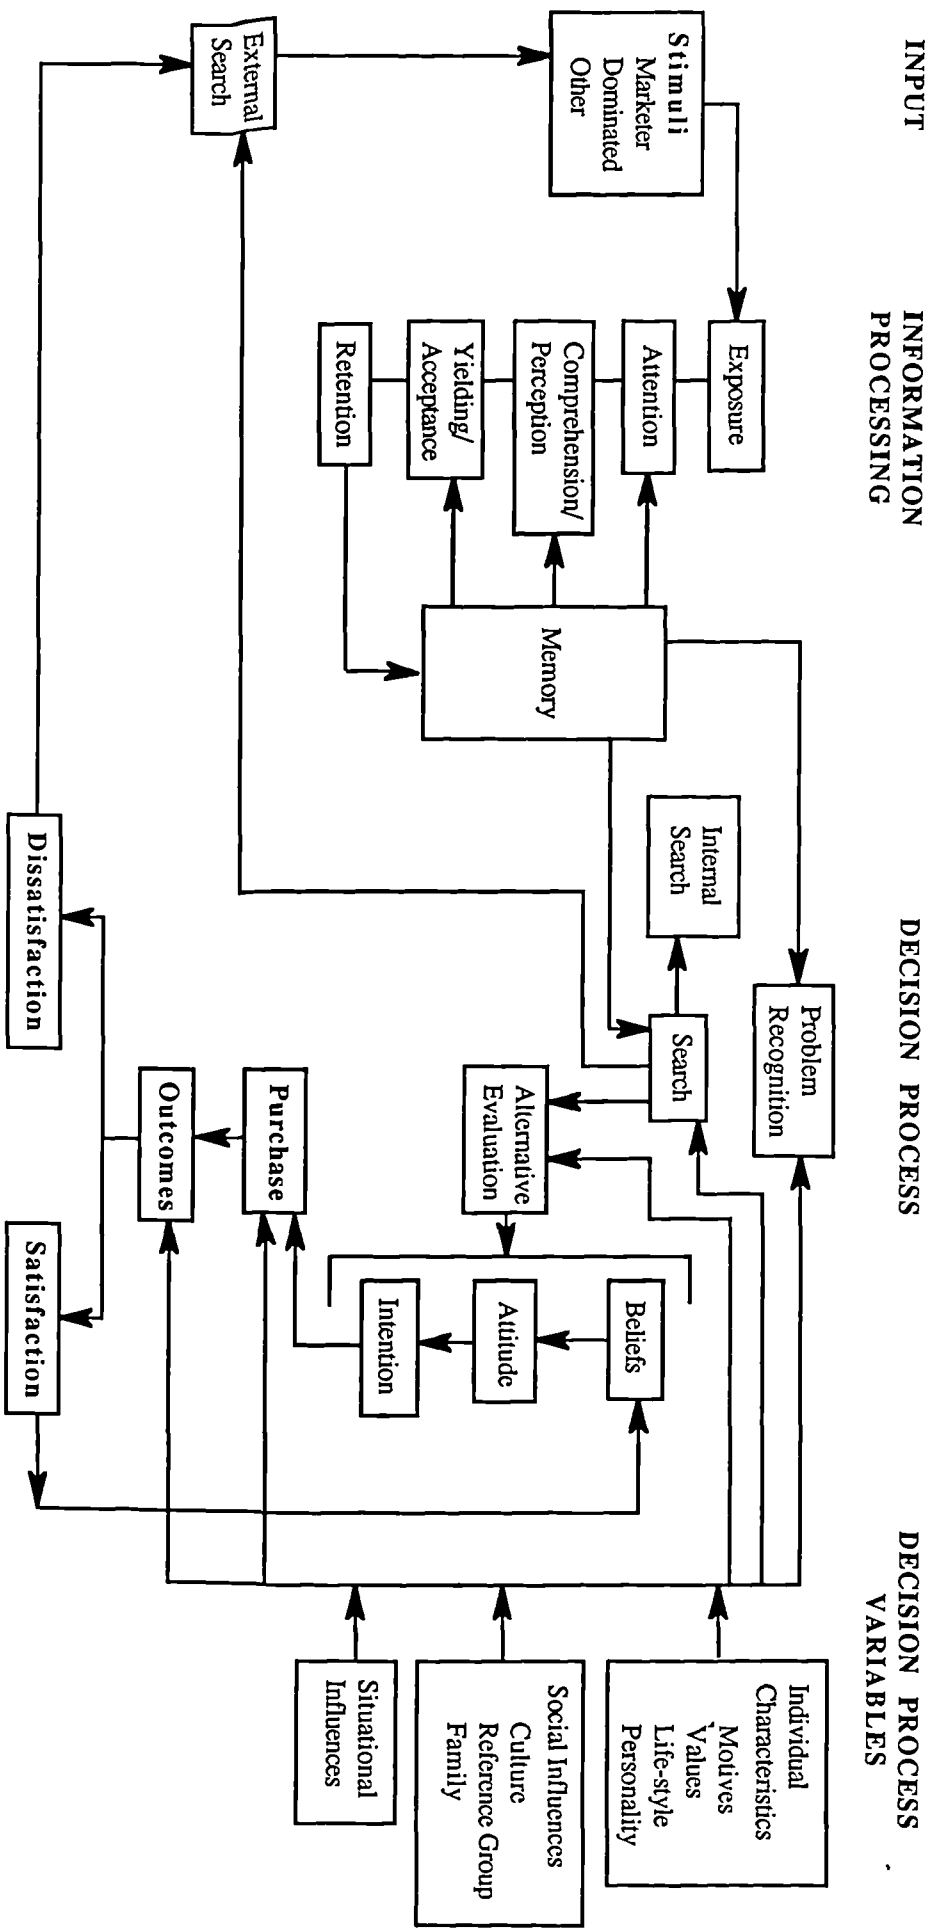 INPUT
INFORMATION
PROCESSING
DECISION PROCESS
DECISION PROCESS
VARIABLES
Stimuli
Marketer
Dominated
Other
External
Search
Exposure
Attention
Comprehension/
Perception
Yielding/
Acceptance
Retention
Memory
Internal
Search
Problem
Recognition
Search
Alternative
Evaluation
Beliefs
Attitude
Intention
Purchase
Outcomes
Dissatisfaction
Satisfaction
Individual
Characteristics
Motives
Values
Life-style
Personality
Social Influences
Culture
Reference Group
Family
Situational
Influences